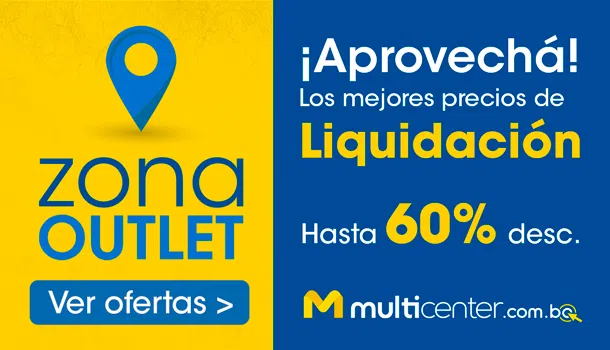 zona
OUTLET
Ver ofertas >
¡Aprovechá!
Los mejores precios de
Liquidación
Hasta 60% desc.
M multicenter.com.bo